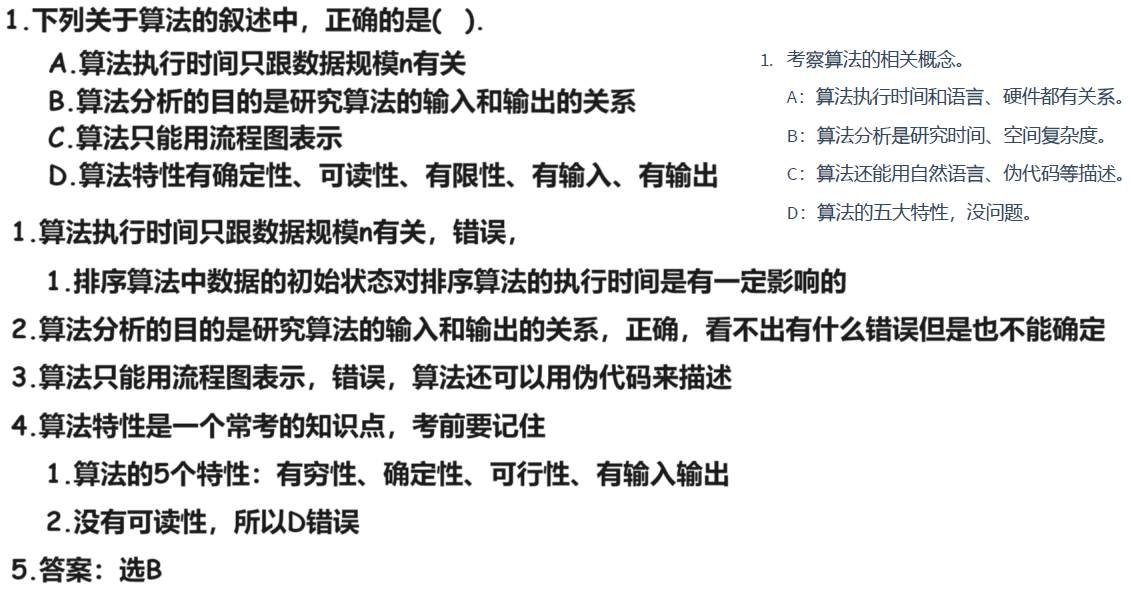 1.下列关于算法的叙述中，正确的是(  ).
A.算法执行时间只跟数据规模n有关
B.算法分析的目的是研究算法的输入和输出的关系
C.算法只能用流程图表示
D.算法特性有确定性、可读性、有限性、有输入、有输出
1. 考察算法的相关概念。
A：算法执行时间和语言、硬件都有关系。
B：算法分析是研究时间、空间复杂度。
C：算法还能用自然语言、伪代码等描述。
D：算法的五大特性，没问题。
1.算法执行时间只跟数据规模n有关，错误，
1.排序算法中数据的初始状态对排序算法的执行时间是有一定影响的
2.算法分析的目的是研究算法的输入和输出的关系，正确，看不出有什么错误但是也不能确定
3.算法只能用流程图表示，错误，算法还可以用伪代码来描述
4.算法特性是一个常考的知识点，考前要记住
1.算法的5个特性：有穷性、确定性、可行性、有输入输出
2.没有可读性，所以D错误
5.答案：选B